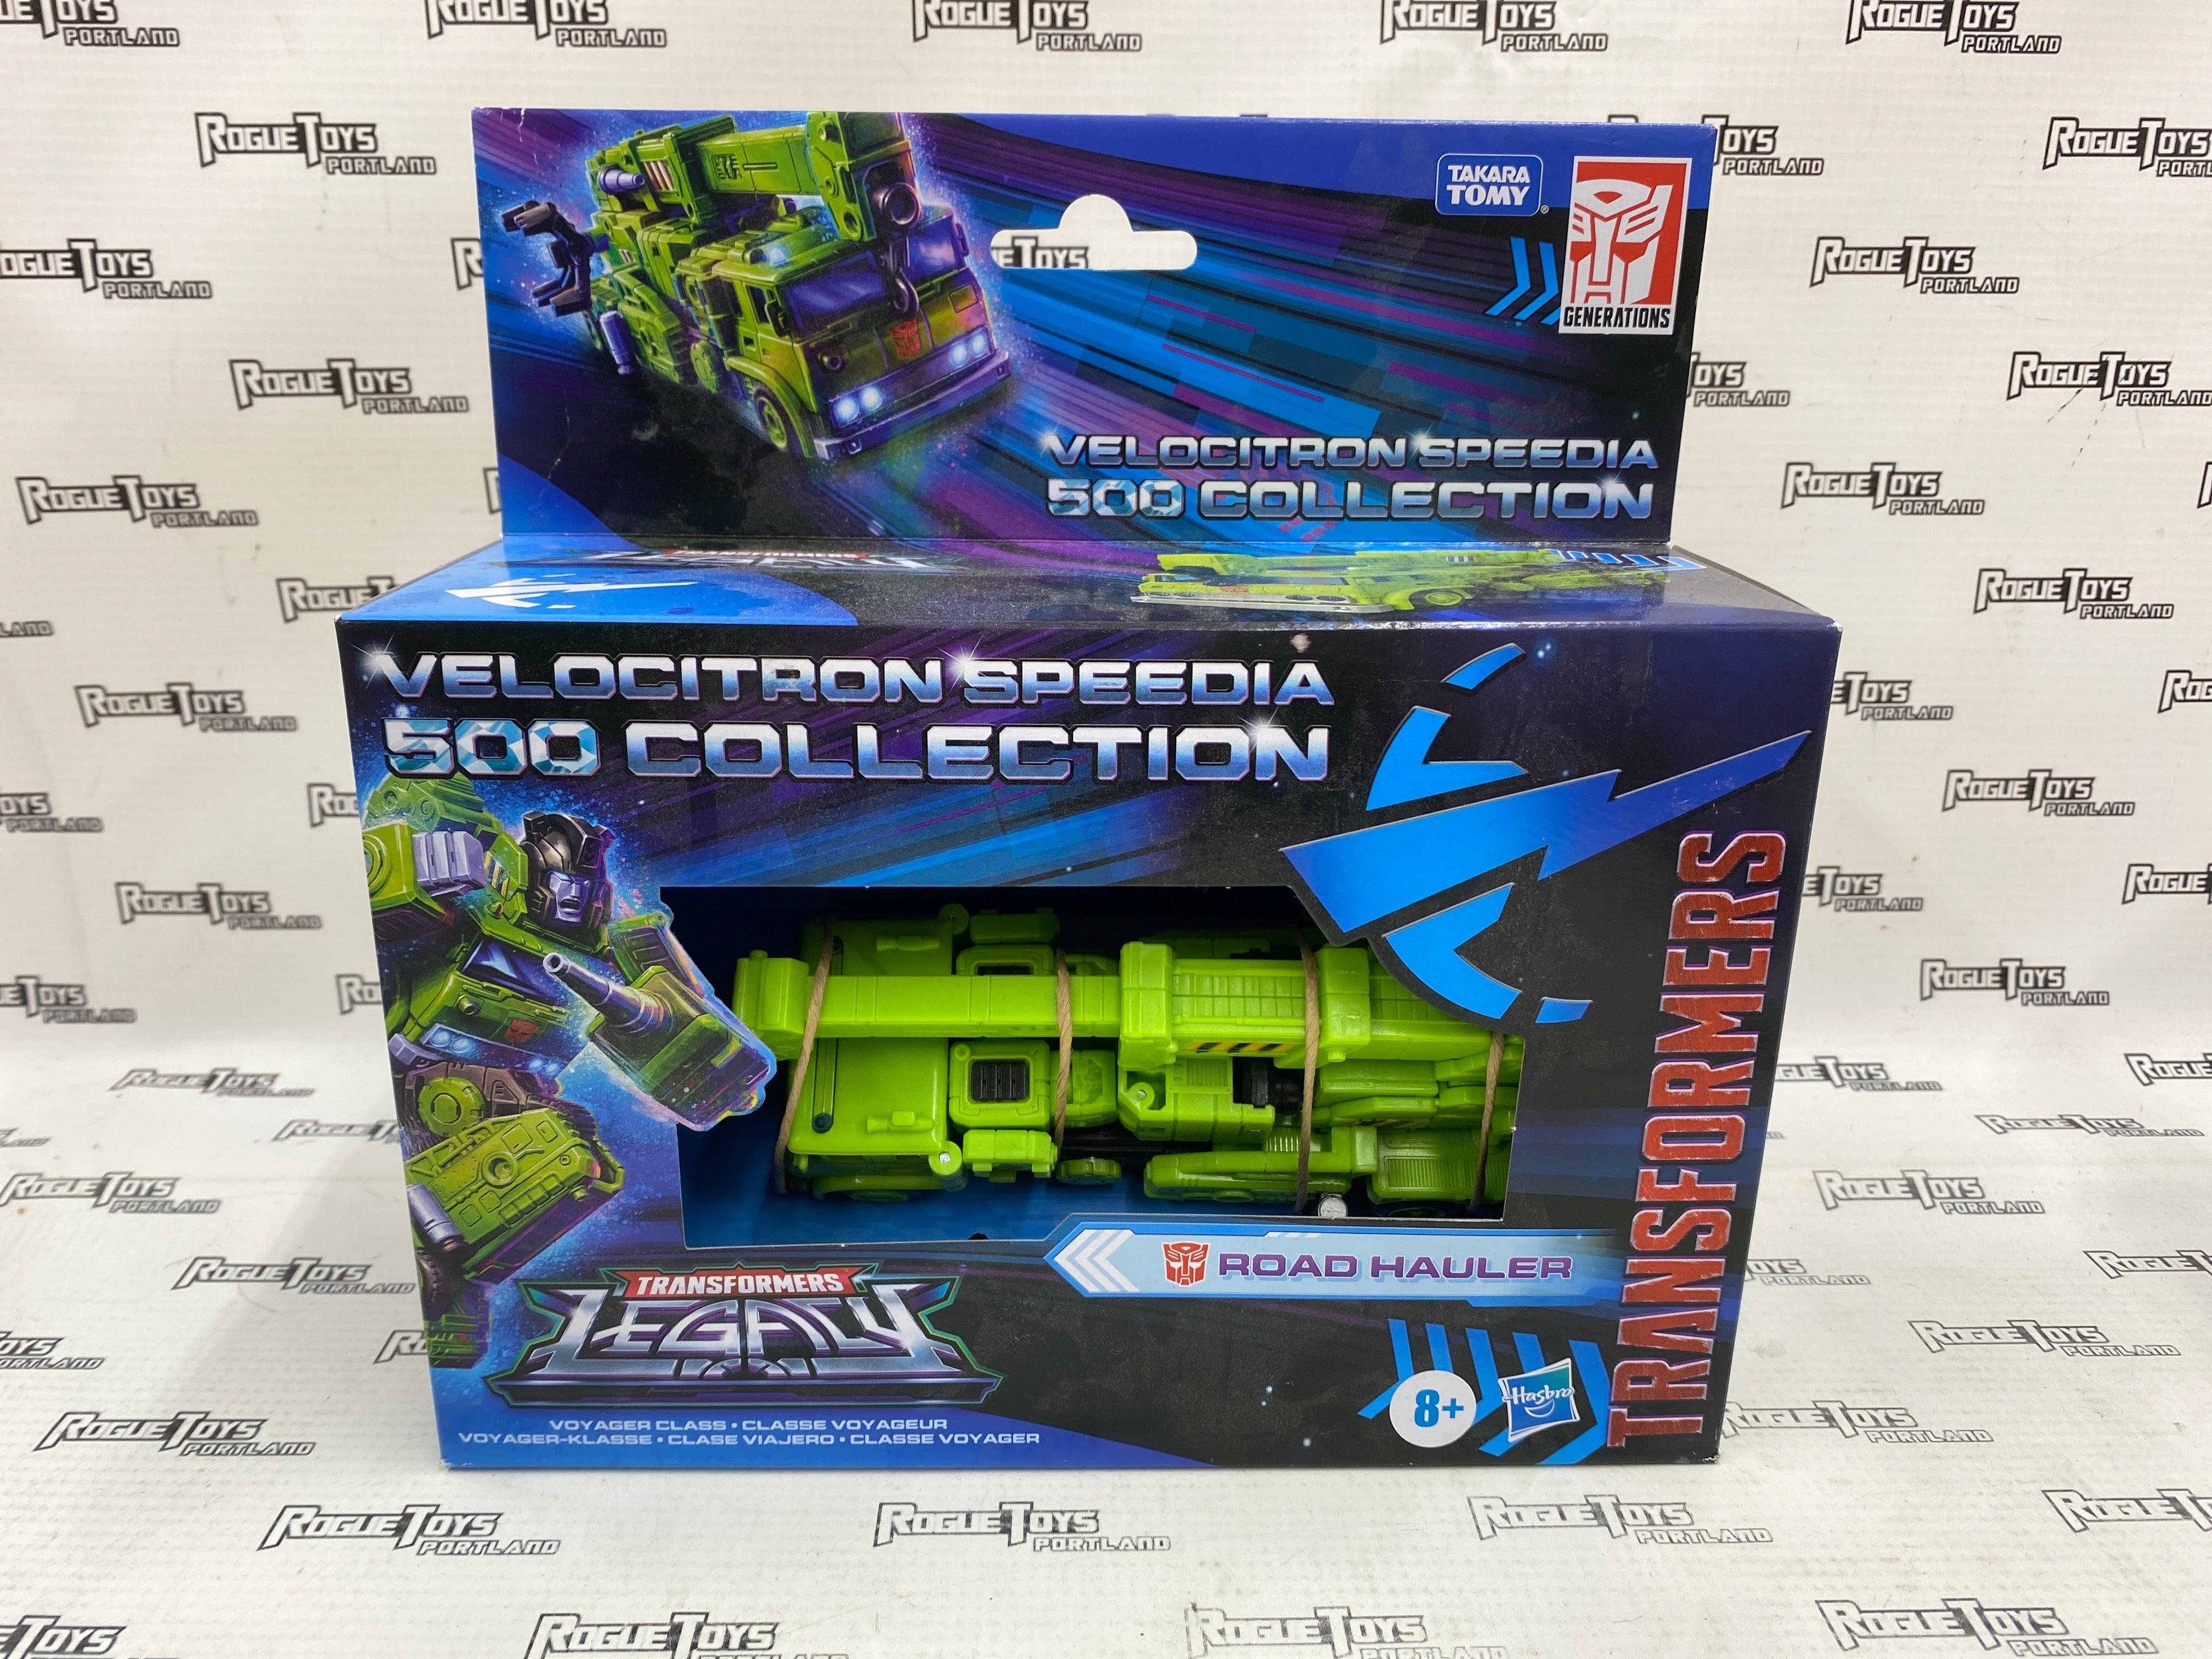 TAKARA
TOMY
GENERATIONS
VELOCITRON SPEEDIA
500 COLLECTION
VELOCITRON SPEEDIA
500 COLLECTION
TRANSFORMERS
ROAD HAULER
TRANSFORMERS
LEGACY
8+
Hasbro
VOYAGER CLASS • CLASSE VOYAGEUR
VOYAGER-KLASSE • CLASE VIAJERO • CLASSE VOYAGER
ROGUE TOYS
PORTLAND